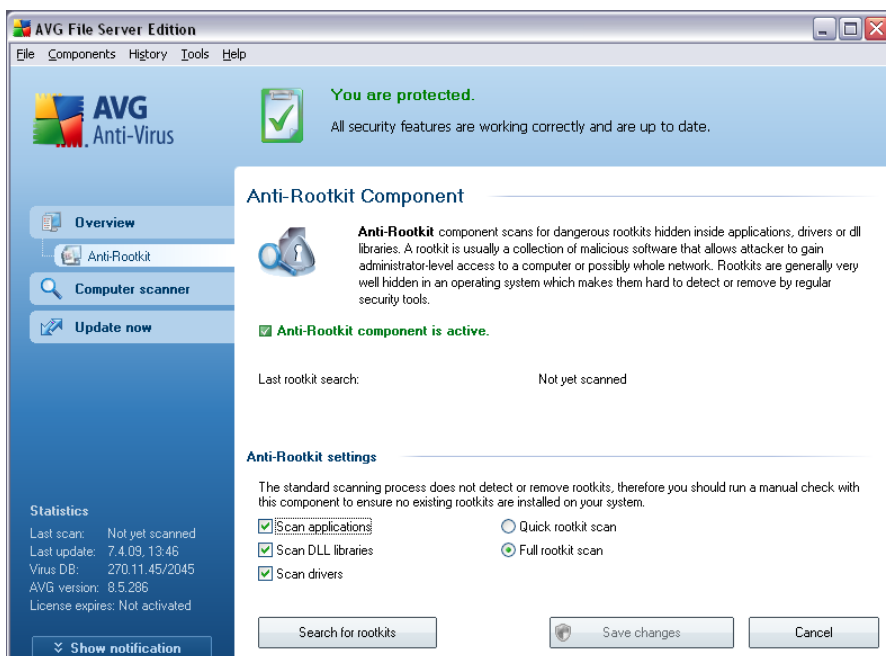 AVG File Server Edition
File Components History Tools Help
AVG
Anti-Virus
You are protected.
All security features are working correctly and are up to date.
Overview
Anti-Rootkit
Computer scanner
Update now
Anti-Rootkit Component
Anti-Rootkit component scans for dangerous rootkits hidden inside applications, drivers or dll
libraries. A rootkit is usually a collection of malicious software that allows attacker to gain
administrator-level access to a computer or possibly whole network. Rootkits are generally very
well hidden in an operating system which makes them hard to detect or remove by regular
security tools.
Anti-Rootkit component is active.
Last rootkit search: Not yet scanned
Anti-Rootkit settings
The standard scanning process does not detect or remove rootkits, therefore you should run a manual check with
this component to ensure no existing rootkits are installed on your system.
Scan applications Quick rootkit scan
Scan DLL libraries Full rootkit scan
Scan drivers
Search for rootkits Save changes Cancel
Statistics
Last scan: Not yet scanned
Last update: 7.4.09, 13:46
Virus DB: 270.11.45/2045
AVG version: 8.5.286
License expires: Not activated
Show notification